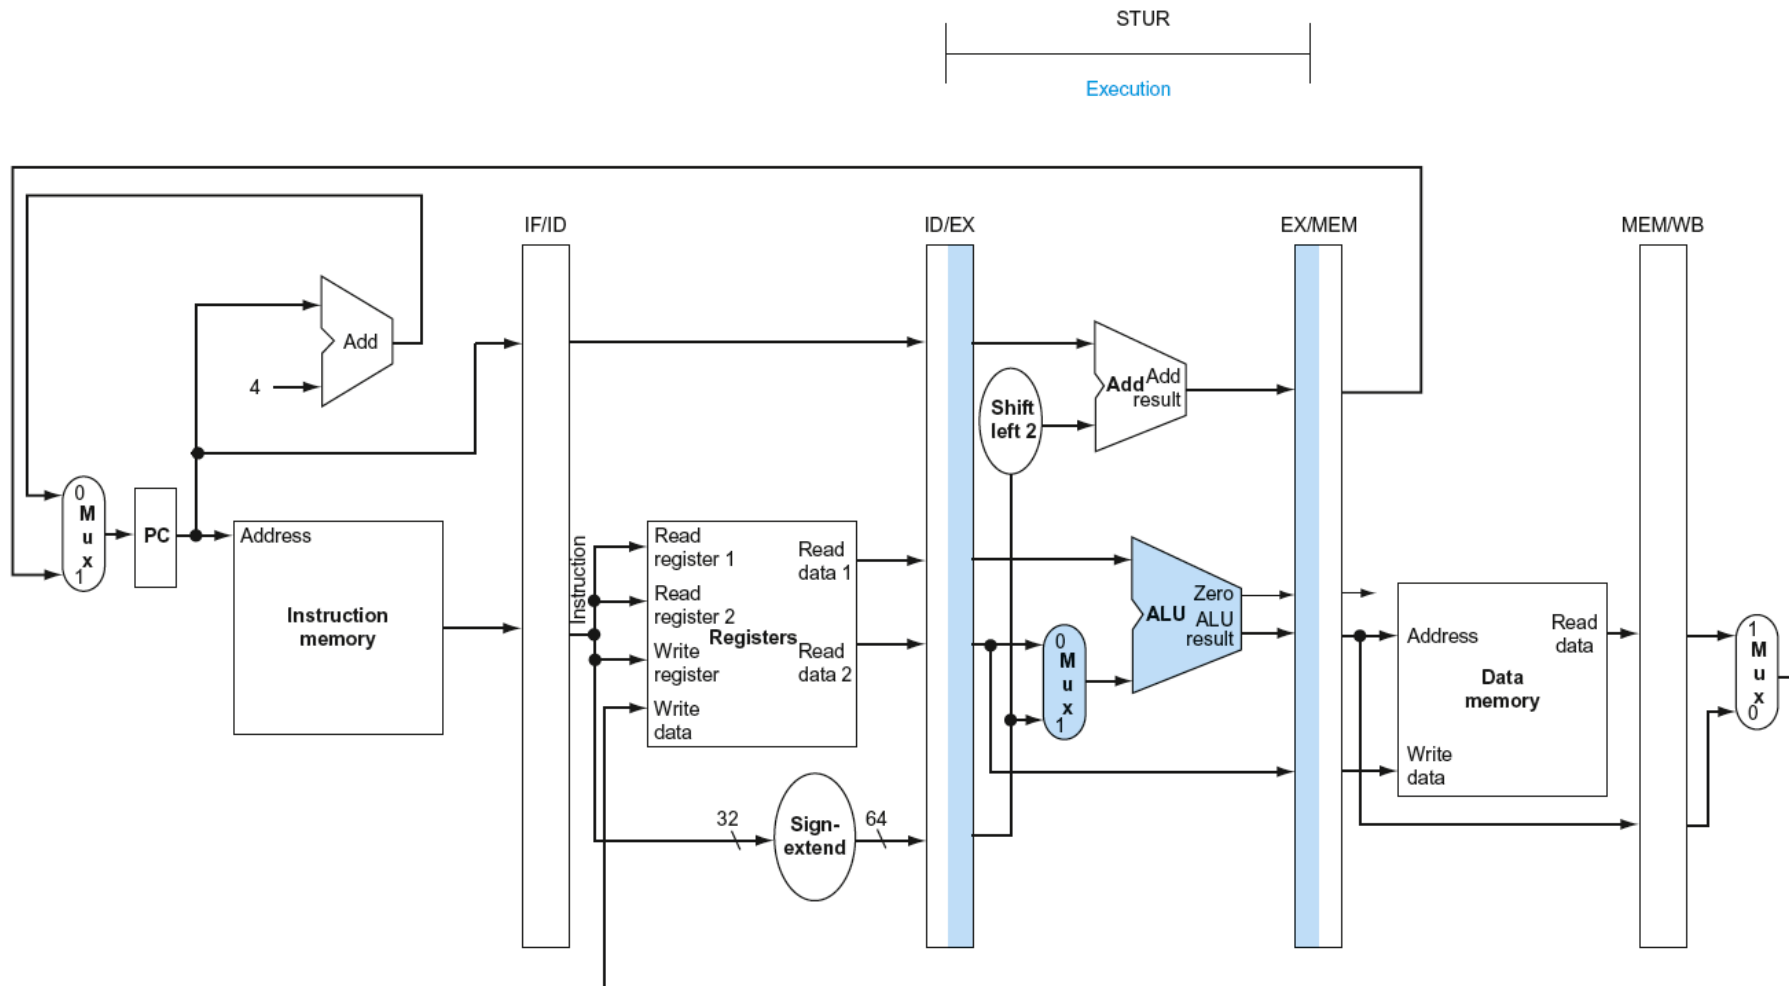 STUR
Execution
IF/ID
ID/EX
EX/MEM
MEM/WB
Add
4
Shift
left 2
Add Add
result
0
M
u
x
1
PC
Address
Instruction
memory
Instruction
Read
register 1
Read
register 2
Write
register
Write
data
Registers
Read
data 1
Read
data 2
32
Sign-
extend
64
0
M
u
x
1
ALU
Zero
ALU
result
Address
Read
data
Data
memory
Write
data
1
M
u
x
0